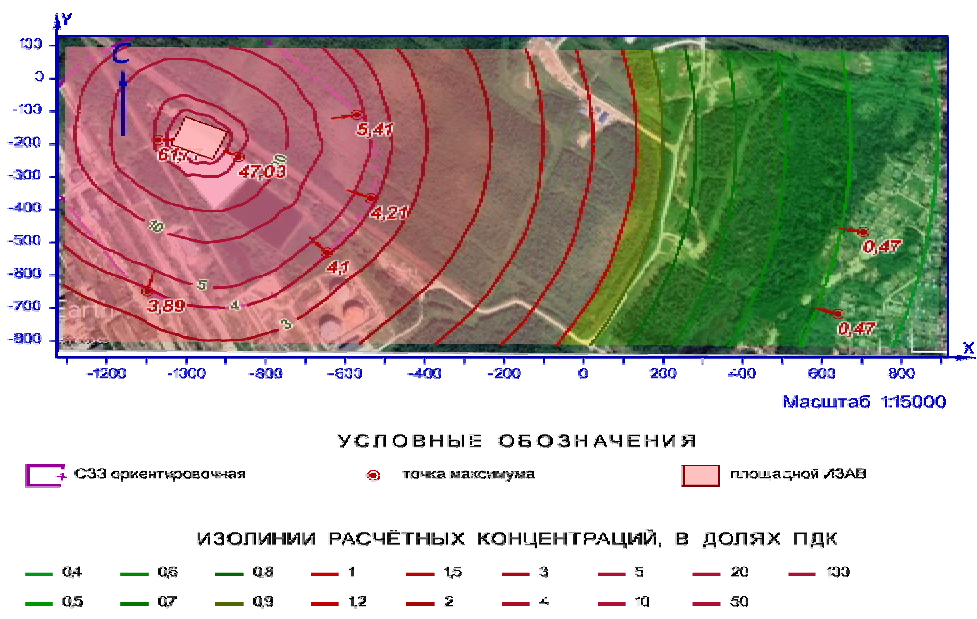 Y
С
100
0
-100
-200
-300
-400
-500
-600
-700
-800
5,41
61,7
47,03
4,21
4,1
3,89
0,47
0,47
10
10
5
4
3
-1200 -1000 -800 -600 -400 -200 0 200 400 600 800
X
Масштаб 1:15000
УСЛОВНЫЕ ОБОЗНАЧЕНИЯ
СЗЗ ориентировочная точка максимума площадной ИЗАВ
ИЗОЛИНИИ РАСЧЁТНЫХ КОНЦЕНТРАЦИЙ, В ДОЛЯХ ПДК
0,4 0,6 0,8 1 1,5 3 5 20 100
0,5 0,7 0,9 1,2 2 4 10 50